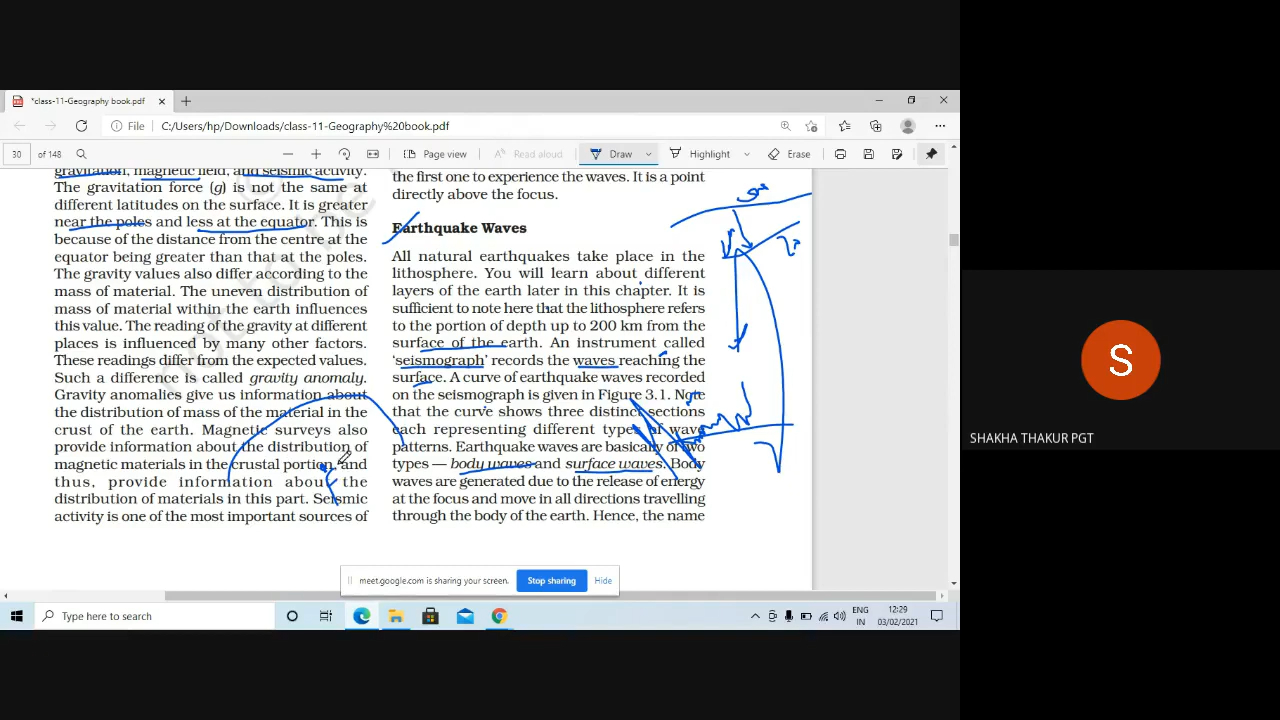 *class-11-Geography book.pdf
File
C:/Users/hp/Downloads/class-11-Geography%20book.pdf
30 of 148
Page view
Read aloud
Draw
Highlight
Erase
gravitation, magnetic field, and seismic activity.
The gravitation force (g) is not the same at
different latitudes on the surface. It is greater
near the poles and less at the equator. This is
because of the distance from the centre at the
equator being greater than that at the poles.
The gravity values also differ according to the
mass of material. The uneven distribution of
mass of material within the earth influences
this value. The reading of the gravity at different
places is influenced by many other factors.
These readings differ from the expected values.
Such a difference is called gravity anomaly.
Gravity anomalies give us information about
the distribution of mass of the material in the
crust of the earth. Magnetic surveys also
provide information about the distribution of
magnetic materials in the crustal portion, and
thus, provide information about the
distribution of materials in this part. Seismic
activity is one of the most important sources of
the first one to experience the waves. It is a point
directly above the focus.
Earthquake Waves
All natural earthquakes take place in the
lithosphere. You will learn about different
layers of the earth later in this chapter. It is
sufficient to note here that the lithosphere refers
to the portion of depth up to 200 km from the
surface of the earth. An instrument called
‘seismograph’ records the waves reaching the
surface. A curve of earthquake waves recorded
on the seismograph is given in Figure 3.1. Note
that the curve shows three distinct sections
each representing different types of wave
patterns. Earthquake waves are basically of two
types — body waves and surface waves. Body
waves are generated due to the release of energy
at the focus and move in all directions travelling
through the body of the earth. Hence, the name
not to be
meet.google.com is sharing your screen.
Stop sharing
Hide
Type here to search
ENG
IN
12:29
03/02/2021
S
SHAKHA THAKUR PGT